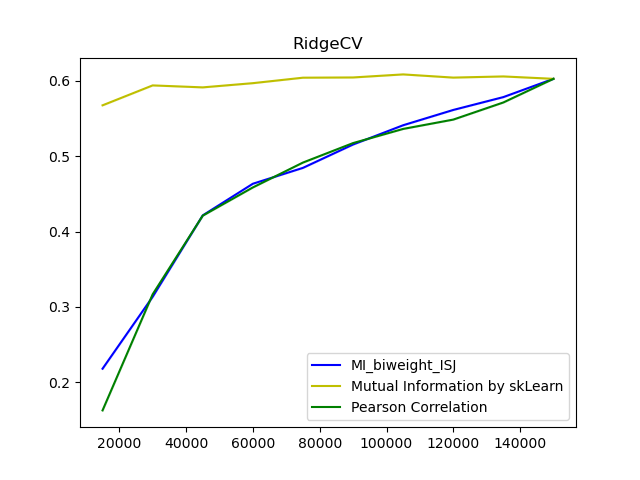 RidgeCV
0.6
0.5
0.4
0.3
0.2
MI_biweight_ISJ
Mutual Information by skLearn
Pearson Correlation
20000 40000 60000 80000 100000 120000 140000